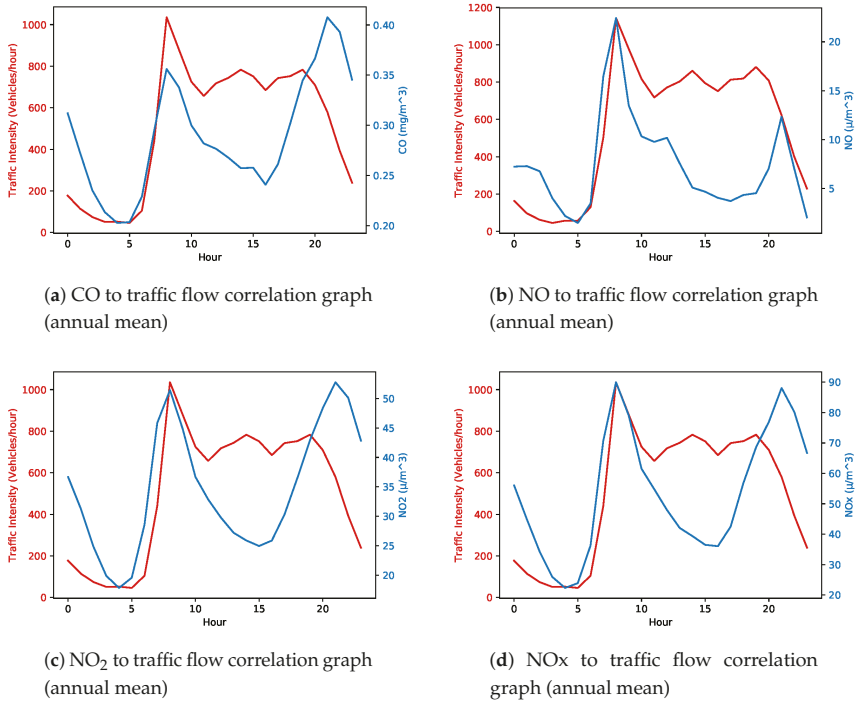 1000
800
600
400
200
0
Traffic Intensity (Vehicles/hour)
0.40
0.35
0.30
0.25
0.20
CO (mg/m^3)
0 5 10 15 20
Hour
(a) CO to traffic flow correlation graph
(annual mean)
1200
1000
800
600
400
200
0
Traffic Intensity (Vehicles/hour)
20
15
10
5
NO (μ/m^3)
0 5 10 15 20
Hour
(b) NO to traffic flow correlation graph
(annual mean)
1000
800
600
400
200
0
Traffic Intensity (Vehicles/hour)
50
45
40
35
30
25
20
NO2 (μ/m^3)
0 5 10 15 20
Hour
(c) NO₂ to traffic flow correlation graph
(annual mean)
1000
800
600
400
200
0
Traffic Intensity (Vehicles/hour)
90
80
70
60
50
40
30
20
NOx (μ/m^3)
0 5 10 15 20
Hour
(d) NOx to traffic flow correlation
graph (annual mean)